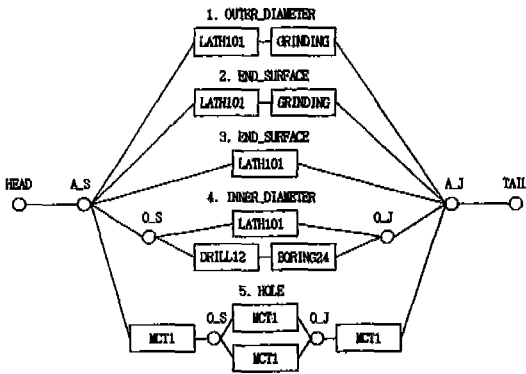 1. OUTER_DIAMETER
LATH101 GRINDING
2. END_SURFACE
LATH101 GRINDING
3. END_SURFACE
LATH101
HEAD A_S A_J TAIL
4. INNER_DIAMETER
O_S LATH101 O_J
DRILL12 BORING24
5. HOLE
O_S MCT1 O_J
MCT1 MCT1
MCT1